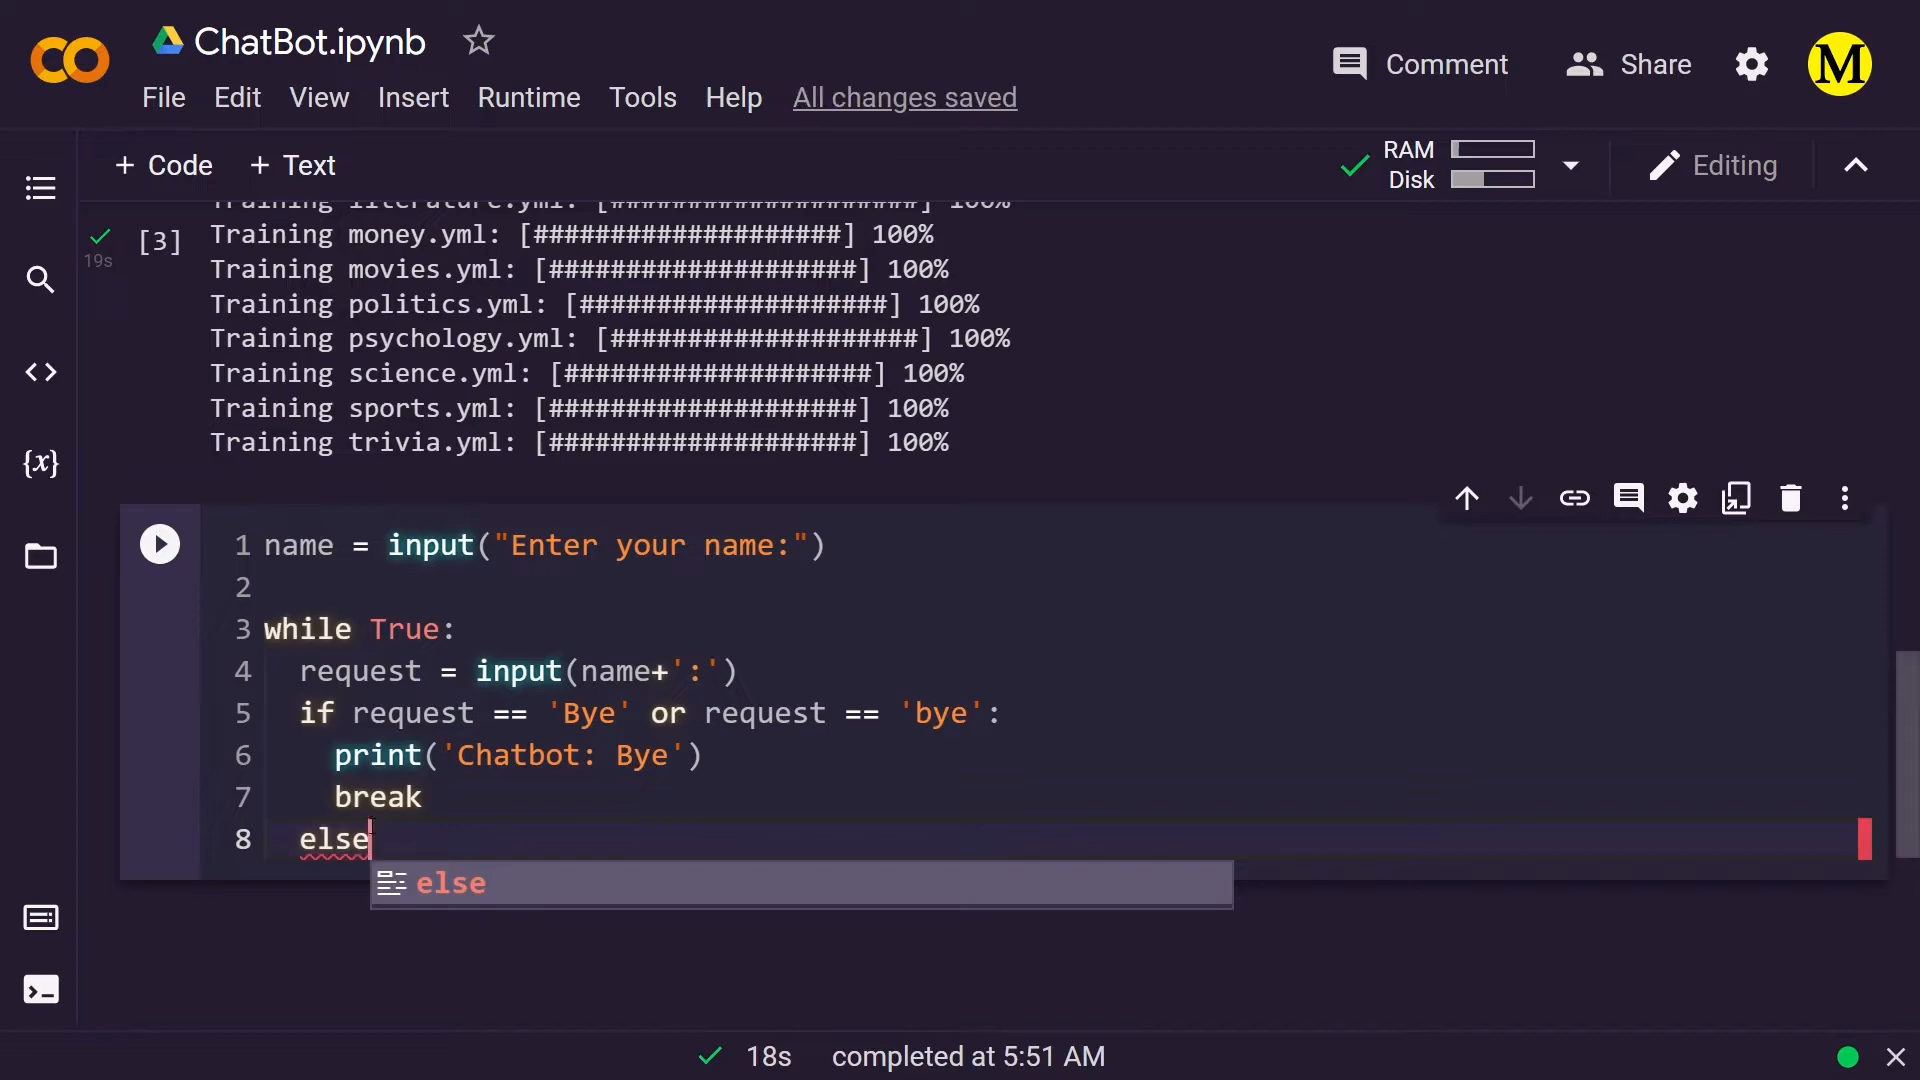 ChatBot.ipynb
Comment
Share
M
File Edit View Insert Runtime Tools Help All changes saved
+ Code + Text
RAM
Disk
Editing
Training literature.yml: [####################] 100%
19s
[3]
Training money.yml: [####################] 100%
Training movies.yml: [####################] 100%
Training politics.yml: [####################] 100%
Training psychology.yml: [####################] 100%
Training science.yml: [####################] 100%
Training sports.yml: [####################] 100%
Training trivia.yml: [####################] 100%
{x}
1 name = input("Enter your name:")
2
3 while True:
4 request = input(name+':')
5 if request == 'Bye' or request == 'bye':
6 print('Chatbot: Bye')
7 break
8 else
else
18s completed at 5:51 AM